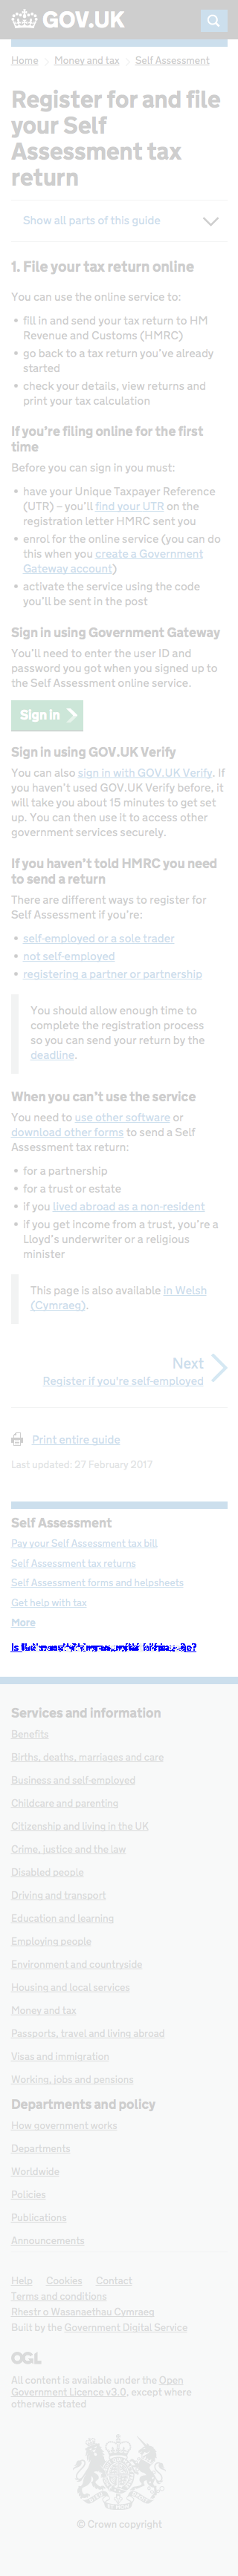 GOV.UK
Home > Money and tax > Self Assessment
Register for and file
your Self
Assessment tax
return
Show all parts of this guide
1. File your tax return online
You can use the online service to:
• fill in and send your tax return to HM
Revenue and Customs (HMRC)
• go back to a tax return you've already
started
• check your details, view returns and
print your tax calculation
If you're filing online for the first
time
Before you can sign in you must:
• have your Unique Taxpayer Reference
(UTR) – you'll find your UTR on the
registration letter HMRC sent you
• enrol for the online service (you can do
this when you create a Government
Gateway account)
• activate the service using the code
you'll be sent in the post
Sign in using Government Gateway
You'll need to enter the user ID and
password you got when you signed up to
the Self Assessment online service.
Sign in
Sign in using GOV.UK Verify
You can also sign in with GOV.UK Verify. If
you haven't used GOV.UK Verify before, it
will take you about 15 minutes to get set
up. You can then use it to access other
government services securely.
If you haven't told HMRC you need
to send a return
There are different ways to register for
Self Assessment if you're:
• self-employed or a sole trader
• not self-employed
• registering a partner or partnership
You should allow enough time to
complete the registration process
so you can send your return by the
deadline.
When you can't use the service
You need to use other software or
download other forms to send a Self
Assessment tax return:
• for a partnership
• for a trust or estate
• if you lived abroad as a non-resident
• if you get income from a trust, you're a
Lloyd's underwriter or a religious
minister
This page is also available in Welsh
(Cymraeg).
Next
Register if you're self-employed
Print entire guide
Last updated: 27 February 2017
Self Assessment
Pay your Self Assessment tax bill
Self Assessment tax returns
Self Assessment forms and helpsheets
Get help with tax
More
Services and information
Benefits
Births, deaths, marriages and care
Business and self-employed
Childcare and parenting
Citizenship and living in the UK
Crime, justice and the law
Disabled people
Driving and transport
Education and learning
Employing people
Environment and countryside
Housing and local services
Money and tax
Passports, travel and living abroad
Visas and immigration
Working, jobs and pensions
Departments and policy
How government works
Departments
Worldwide
Policies
Publications
Announcements
Help Cookies Contact
Terms and conditions
Rhestr o Wasanaethau Cymraeg
Built by the Government Digital Service
OGL
All content is available under the Open
Government Licence v3.0, except where
otherwise stated
© Crown copyright